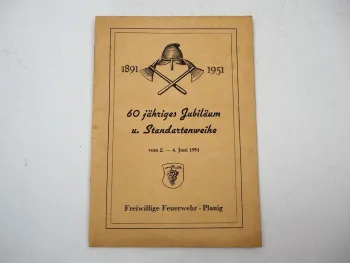 1891 1951
60 jähriges Jubiläum
u. Standartenweihe
vom 2. — 4. Juni 1951
Freiwillige Feuerwehr - Planig